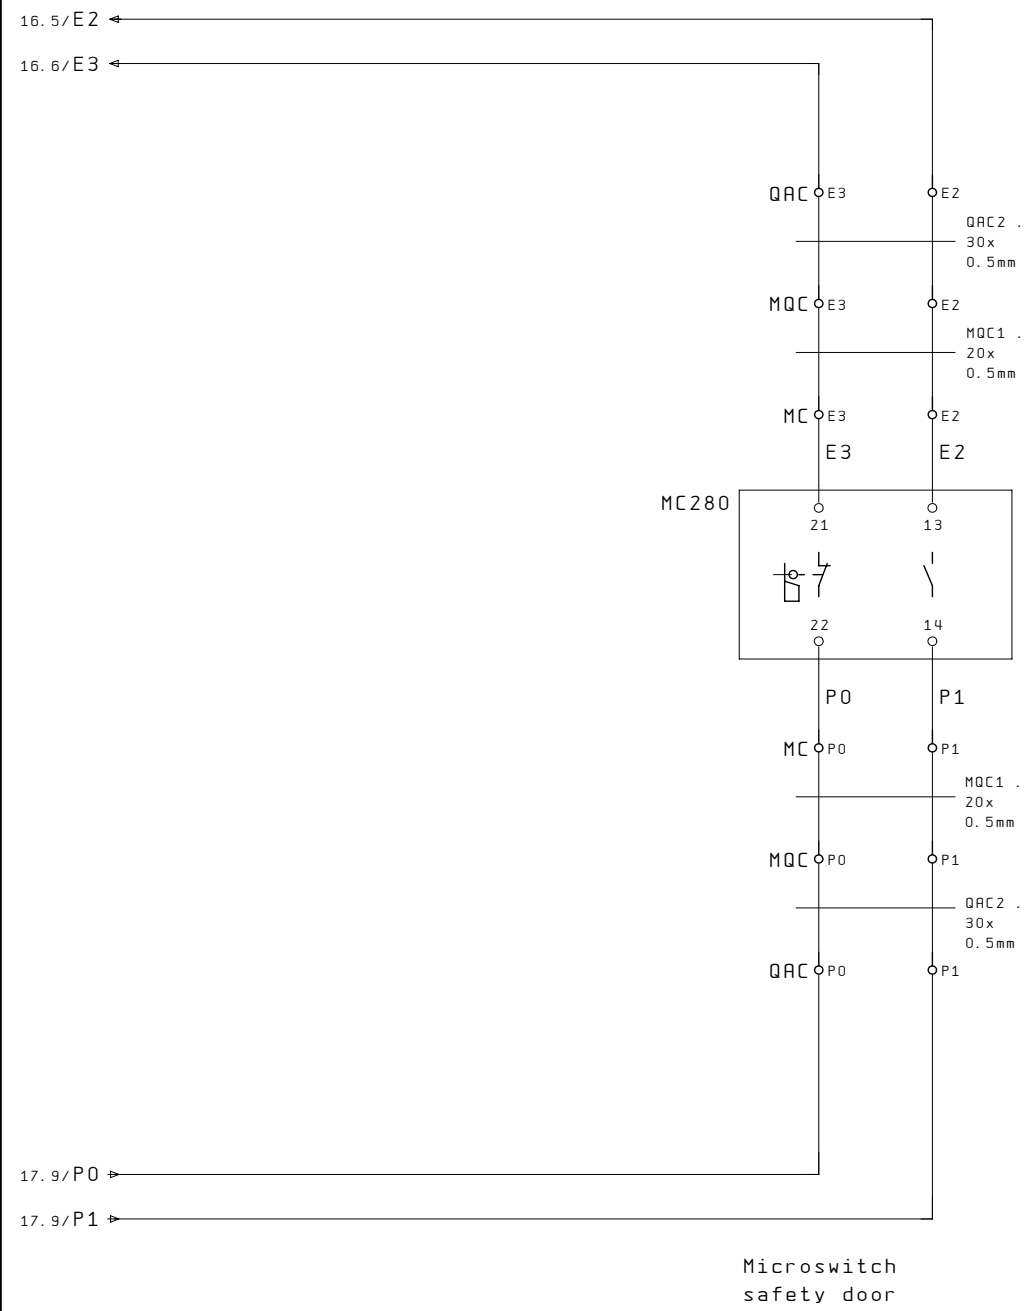 16.5/E2
16.6/E3
QAC E3 E2
QAC2 .
30x
0.5mm
MQC E3 E2
MQC1 .
20x
0.5mm
MC E3 E2
E3 E2
MC280
21 13
22 14
P0 P1
MC P0 P1
MQC1 .
20x
0.5mm
MQC P0 P1
QAC2 .
30x
0.5mm
QAC P0 P1
17.9/P0
17.9/P1
Microswitch
safety door